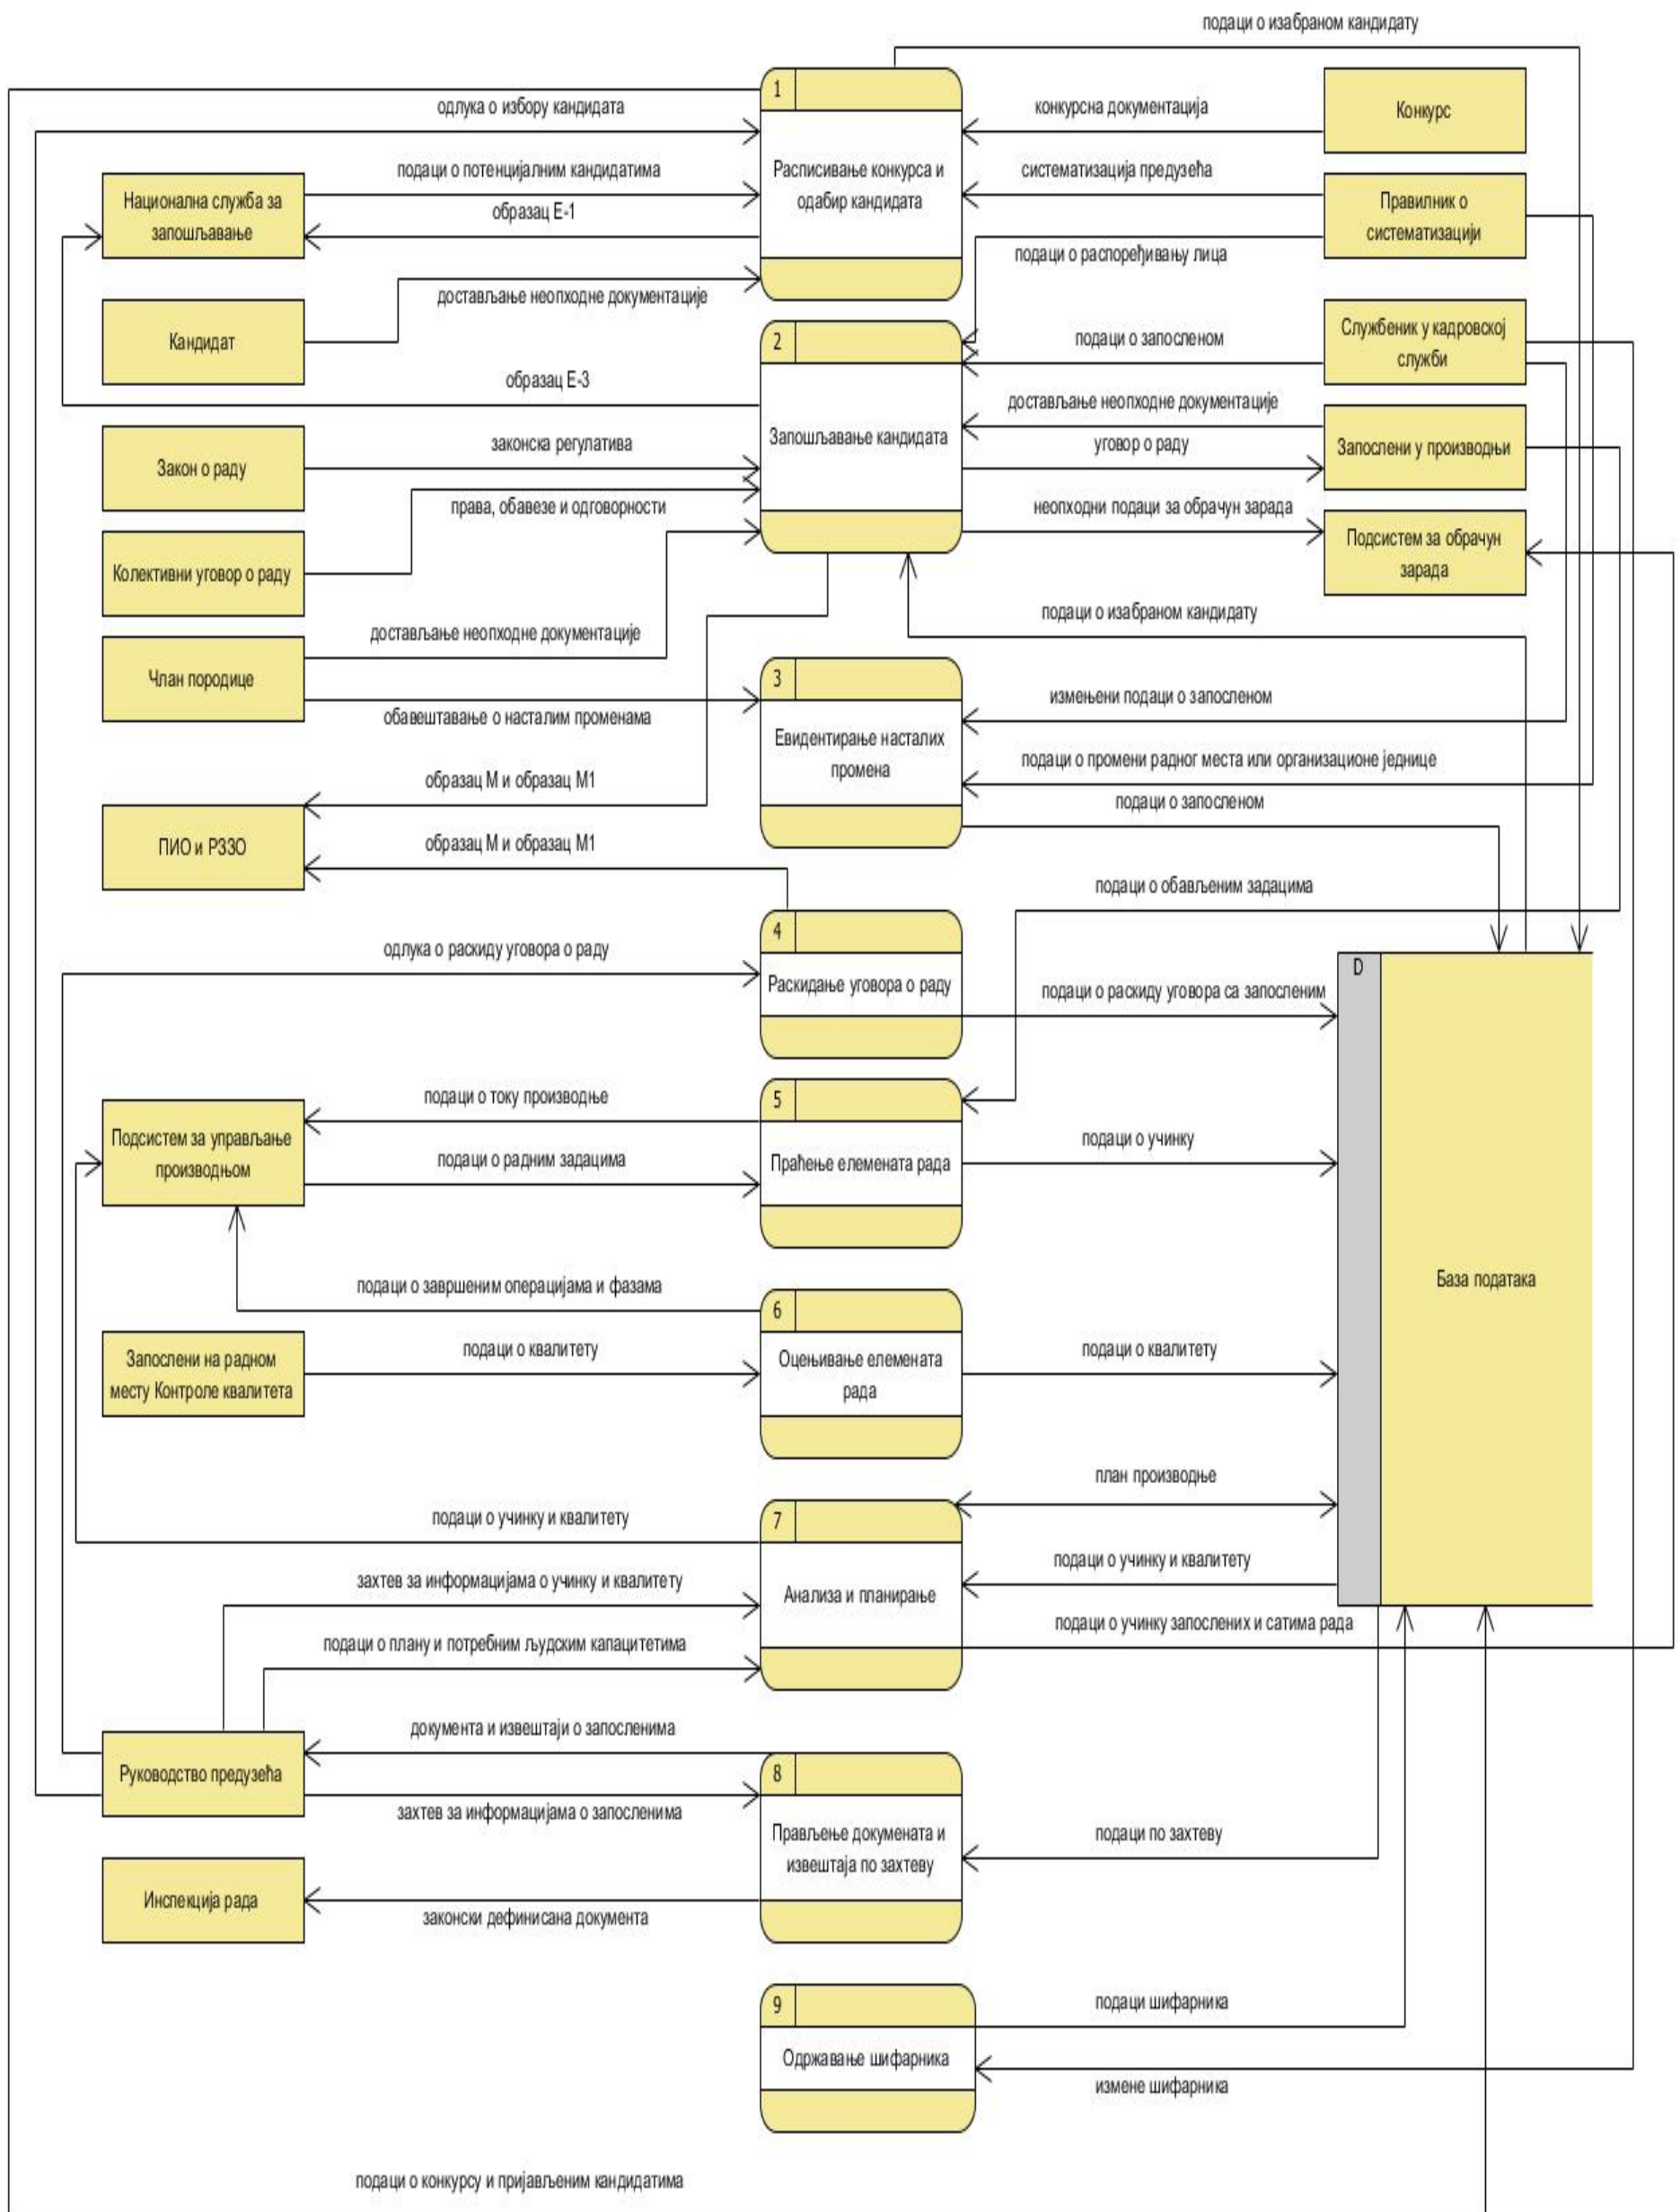 подаци о изабраном кандидату
1
одлука о избору кандидата
конкурсна документација
Конкурс
подаци о потенцијалним кандидатима
Расписивање конкурса и
одабир кандидата
систематизација предузећа
Национална служба за
запошљавање
образац Е-1
Правилник о
систематизацији
подаци о распоређивању лица
достављање неопходне документације
Кандидат
2
подаци о запосленом
Службеник у кадровској
служби
образац Е-3
достављање неопходне документације
Запошљавање кандидата
законска регулатива
Закон о раду
уговор о раду
Запослени у производњи
права, обавезе и одговорности
неопходни подаци за обрачун зарада
Подсистем за обрачун
зарада
Колективни уговор о раду
подаци о изабраном кандидату
достављање неопходне документације
Члан породице
3
измењени подаци о запосленом
обавештавање о насталим променама
Евидентирање насталих
промена
подаци о промени радног места или организационе једнице
образац М и образац М1
подаци о запосленом
ПИО и РЗЗО
образац М и образац М1
подаци о обављеним задацима
4
одлука о раскиду уговора о раду
D
Раскидање уговора о раду
подаци о раскиду уговора са запосленим
5
подаци о току производње
Подсистем за управљање
производњом
подаци о радним задацима
Праћење елемената рада
подаци о учинку
База података
подаци о завршеним операцијама и фазама
6
Запослени на радном
месту Контроле квалитета
подаци о квалитету
Оцењивање елемената
рада
подаци о квалитету
план производње
7
подаци о учинку и квалитету
подаци о учинку и квалитету
захтев за информацијама о учинку и квалитету
Анализа и планирање
подаци о учинку запослених и сатима рада
подаци о плану и потребним људским капацитетима
документа и извештаји о запосленима
Руководство предузећа
8
захтев за информацијама о запосленима
Прављење докумената и
извештаја по захтеву
подаци по захтеву
Инспекција рада
законски дефинисана документа
9
подаци шифарника
Одржавање шифарника
измене шифарника
подаци о конкурсу и пријављеним кандидатима